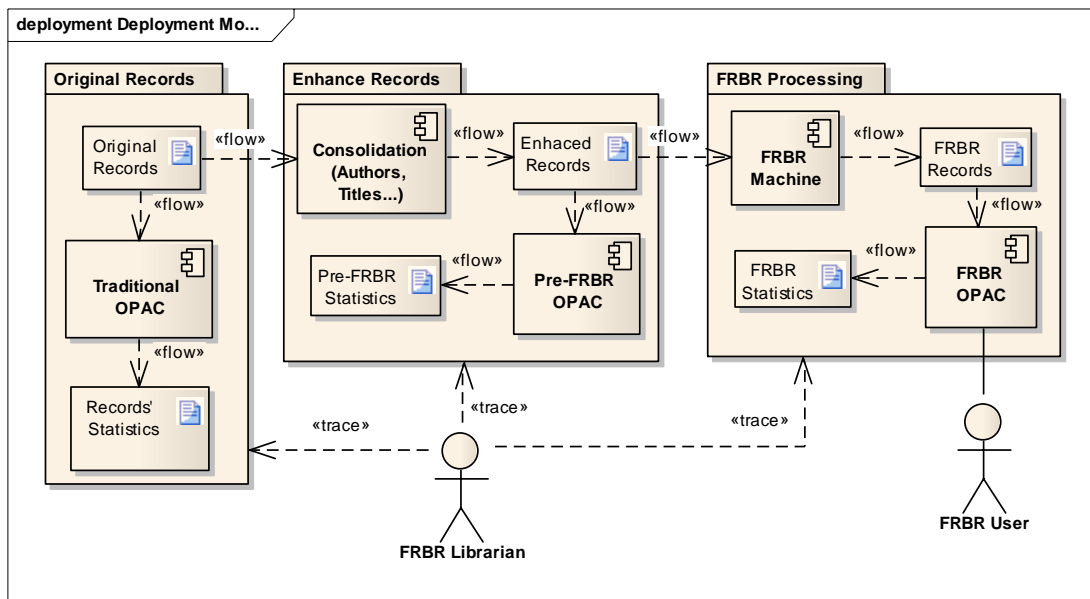 deployment Deployment Mo...
Original Records
Original
Records
«flow»
«flow»
Traditional
OPAC
«flow»
Records'
Statistics
Enhance Records
Consolidation
(Authors,
Titles...)
«flow»
Enhaced
Records
«flow»
«flow»
Pre-FRBR
Statistics
«flow»
Pre-FRBR
OPAC
FRBR Processing
FRBR
Machine
«flow»
FRBR
Records
«flow»
FRBR
Statistics
«flow»
FRBR
OPAC
«trace»
«trace»
«trace»
FRBR Librarian
FRBR User